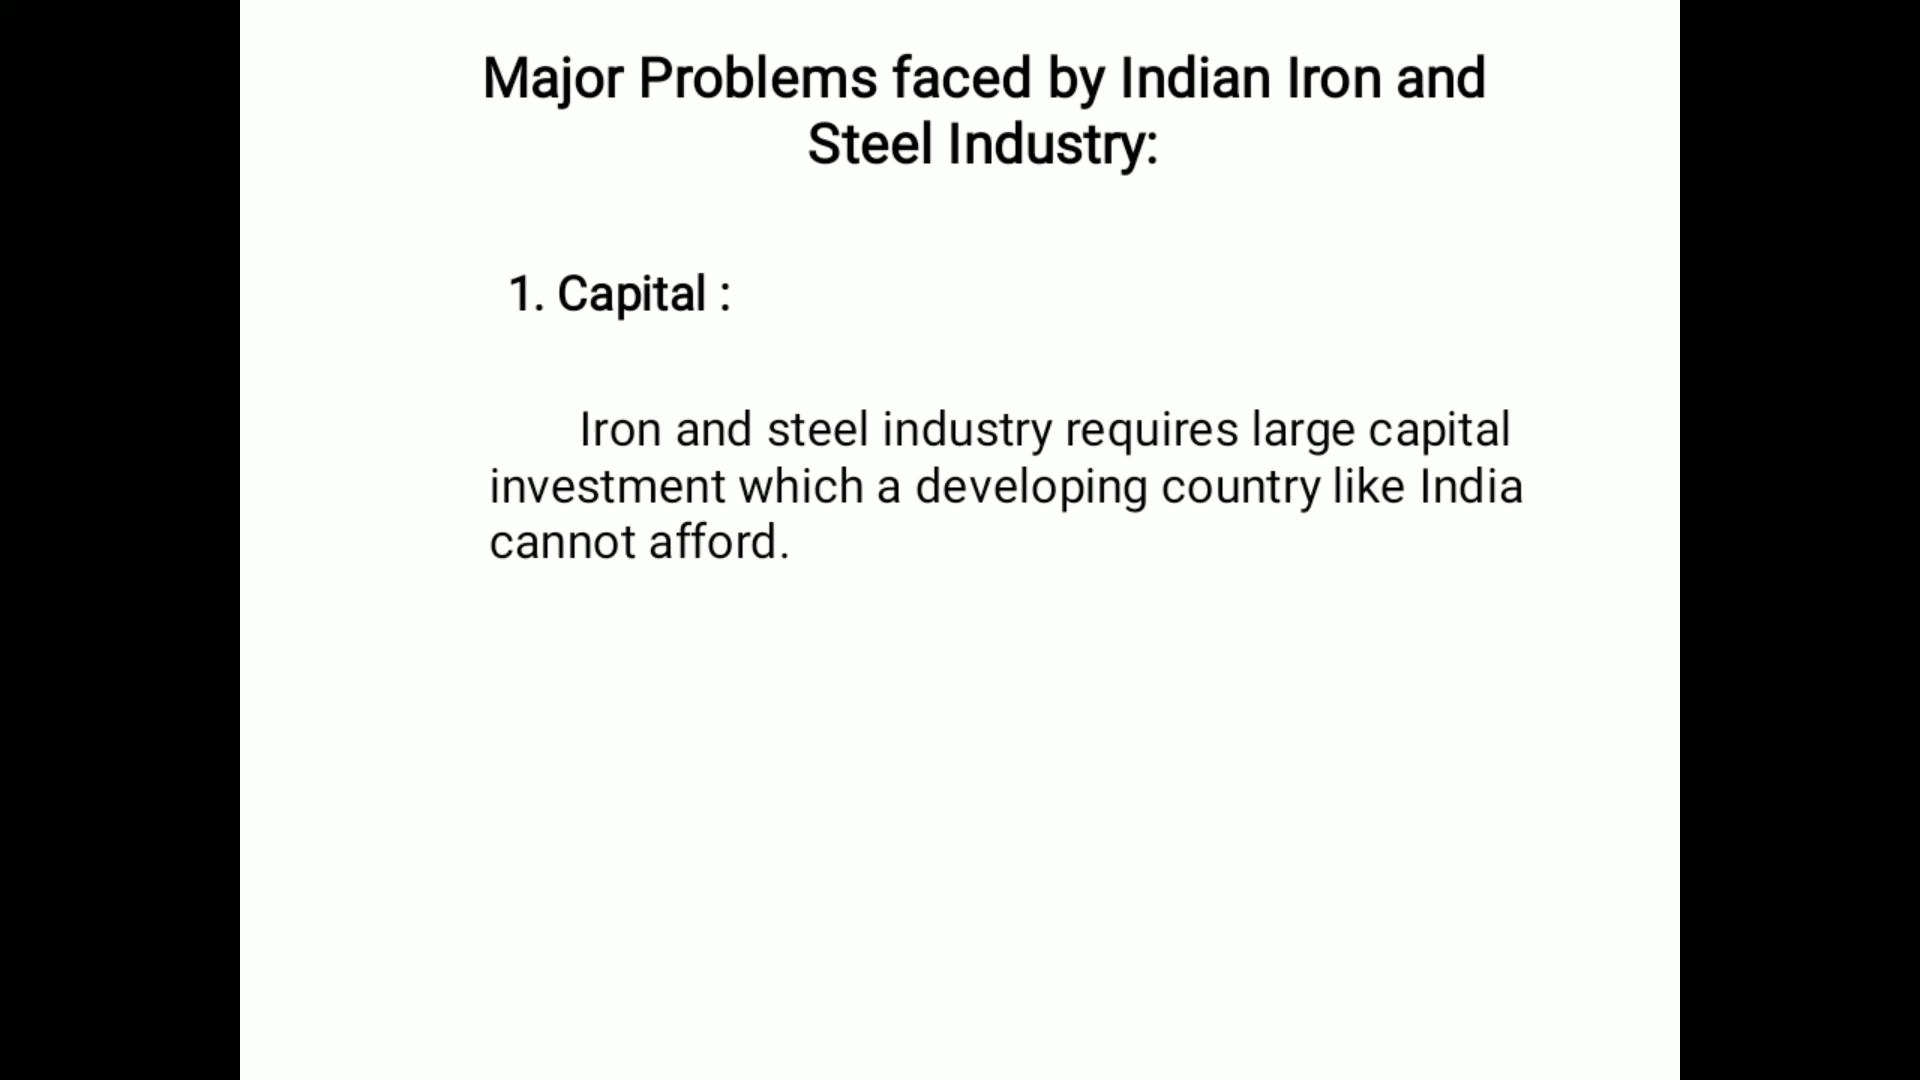 Major Problems faced by Indian Iron and
Steel Industry:
1. Capital :
Iron and steel industry requires large capital
investment which a developing country like India
cannot afford.